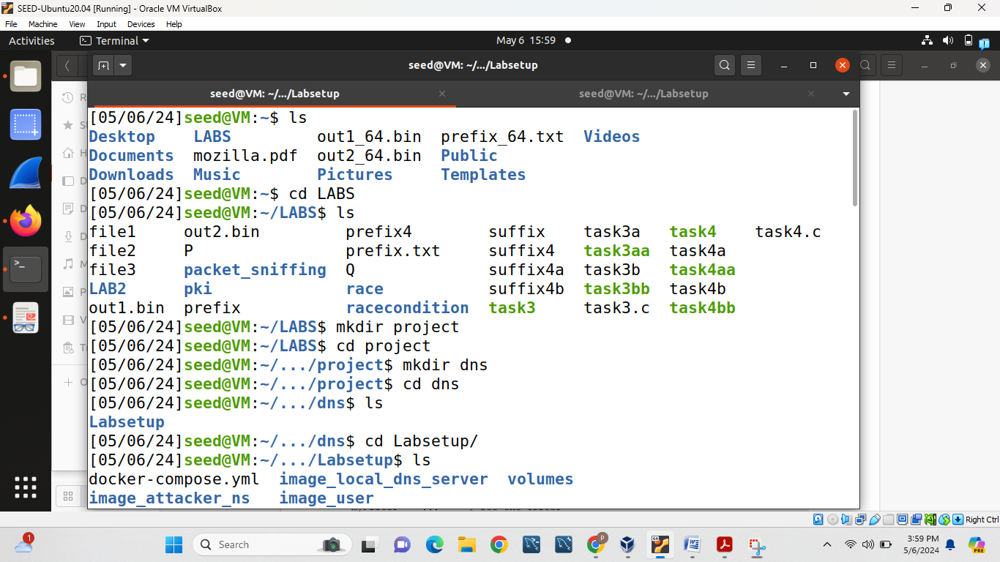 SEED-Ubuntu20.04 [Running] - Oracle VM VirtualBox
File Machine View Input Devices Help
Activities Terminal May 6 15:59
seed@VM: ~/.../Labsetup
seed@VM: ~/.../Labsetup seed@VM: ~/.../Labsetup
[05/06/24]seed@VM:~$ ls
Desktop LABS out1_64.bin prefix_64.txt Videos
Documents mozilla.pdf out2_64.bin Public
Downloads Music Pictures Templates
[05/06/24]seed@VM:~$ cd LABS
[05/06/24]seed@VM:~/LABS$ ls
file1 out2.bin prefix4 suffix task3a task4 task4.c
file2 P prefix.txt suffix4 task3aa task4a
file3 packet_sniffing Q suffix4a task3b task4aa
LAB2 pki race suffix4b task3bb task4b
out1.bin prefix racecondition task3 task3.c task4bb
[05/06/24]seed@VM:~/LABS$ mkdir project
[05/06/24]seed@VM:~/LABS$ cd project
[05/06/24]seed@VM:~/.../project$ mkdir dns
[05/06/24]seed@VM:~/.../project$ cd dns
[05/06/24]seed@VM:~/.../dns$ ls
Labsetup
[05/06/24]seed@VM:~/.../dns$ cd Labsetup/
[05/06/24]seed@VM:~/.../Labsetup$ ls
docker-compose.yml image_local_dns_server volumes
image_attacker_ns image_user
Right Ctrl
1
Search
3:59 PM
5/6/2024
PRE